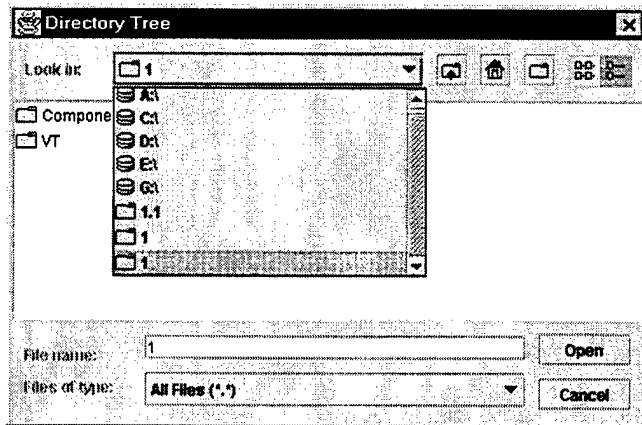 Directory Tree
Look in:
1
A:\
Compone
C:\
VT
D:\
E:\
G:\
1.1
1
1
File name:
1
Open
Files of type:
All Files (*.*)
Cancel